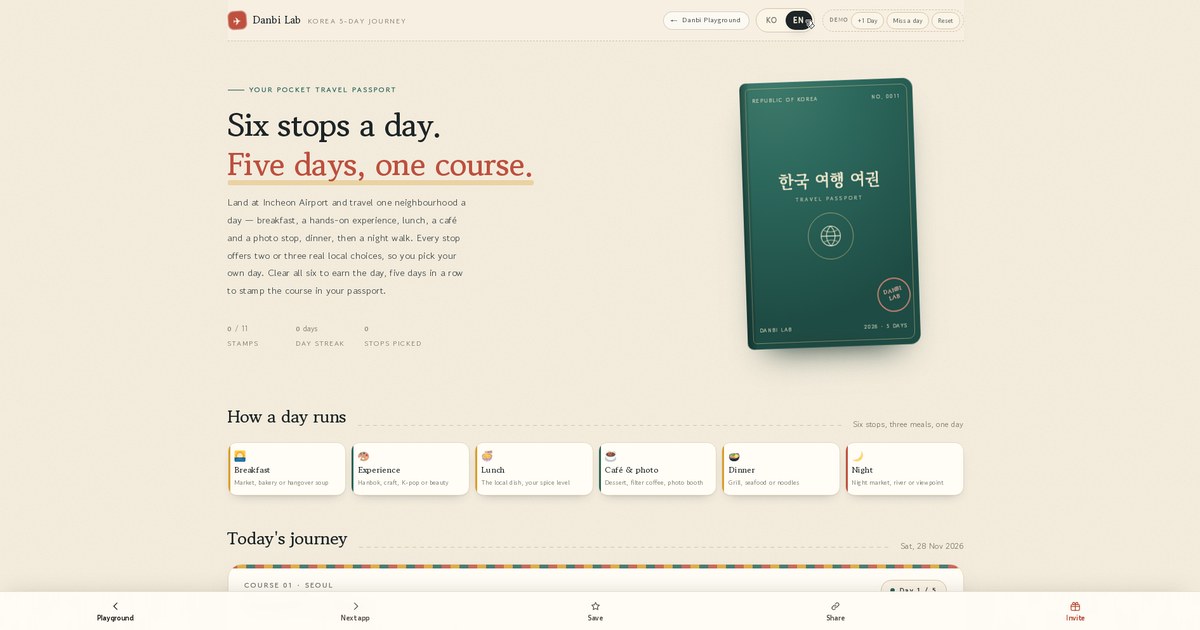 Danbi Lab KOREA 5-DAY JOURNEY
← Danbi Playground
KO EN
DEMO +1 Day Miss a day Reset
YOUR POCKET TRAVEL PASSPORT
Six stops a day.
Five days, one course.
Land at Incheon Airport and travel one neighbourhood a
day — breakfast, a hands-on experience, lunch, a café
and a photo stop, dinner, then a night walk. Every stop
offers two or three real local choices, so you pick your
own day. Clear all six to earn the day, five days in a row
to stamp the course in your passport.
0 / 11
STAMPS
0 days
DAY STREAK
0
STOPS PICKED
REPUBLIC OF KOREA
NO. 0011
한국 여행 여권
TRAVEL PASSPORT
DANBI
LAB
DANBI LAB
2026 · 5 DAYS
How a day runs
Six stops, three meals, one day
Breakfast
Market, bakery or hangover soup
Experience
Hanbok, craft, K-pop or beauty
Lunch
The local dish, your spice level
Café & photo
Dessert, filter coffee, photo booth
Dinner
Grill, seafood or noodles
Night
Night market, river or viewpoint
Today's journey
Sat, 28 Nov 2026
COURSE 01 · SEOUL
Day 1 / 5
Playground
Next app
Save
Share
Invite